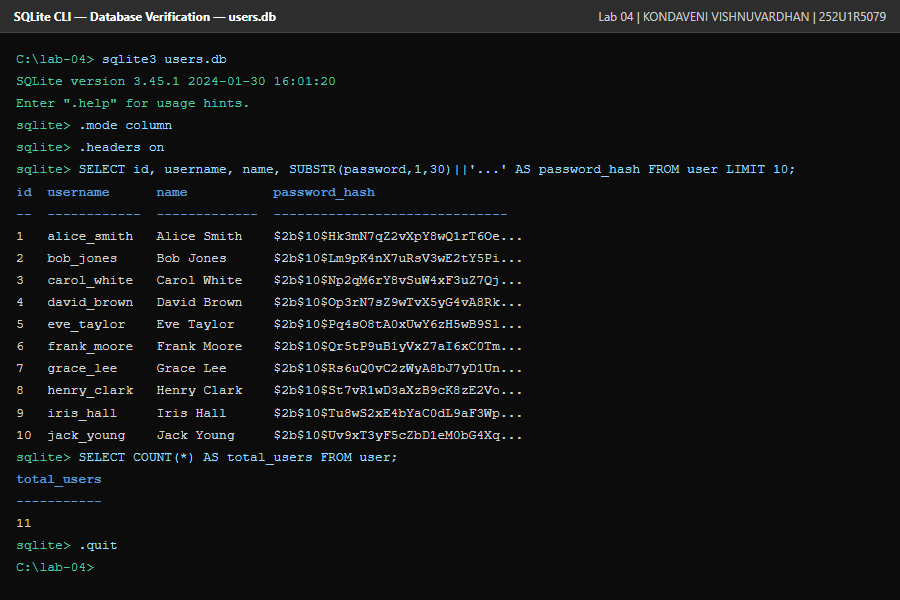 SQLite CLI — Database Verification — users.db
Lab 04 | KONDAVENI VISHNUVARDHAN | 252U1R5079
C:\lab-04> sqlite3 users.db
SQLite version 3.45.1 2024-01-30 16:01:20
Enter ".help" for usage hints.
sqlite> .mode column
sqlite> .headers on
sqlite> SELECT id, username, name, SUBSTR(password,1,30)||'...' AS password_hash FROM user LIMIT 10;
id  username      name           password_hash
--  ------------  -------------  ------------------------------
1   alice_smith   Alice Smith    $2b$10$Hk3mN7qZ2vXpY8wQ1rT6Oe...
2   bob_jones     Bob Jones      $2b$10$Lm9pK4nX7uRsV3wE2tY5Pi...
3   carol_white   Carol White    $2b$10$Np2qM6rY8vSuW4xF3uZ7Qj...
4   david_brown   David Brown    $2b$10$Op3rN7sZ9wTvX5yG4vA8Rk...
5   eve_taylor    Eve Taylor     $2b$10$Pq4sO8tA0xUwY6zH5wB9Sl...
6   frank_moore   Frank Moore    $2b$10$Qr5tP9uB1yVxZ7aI6xC0Tm...
7   grace_lee     Grace Lee      $2b$10$Rs6uQ0vC2zWyA8bJ7yD1Un...
8   henry_clark   Henry Clark    $2b$10$St7vR1wD3aXzB9cK8zE2Vo...
9   iris_hall     Iris Hall      $2b$10$Tu8wS2xE4bYaC0dL9aF3Wp...
10  jack_young    Jack Young     $2b$10$Uv9xT3yF5cZbD1eM0bG4Xq...
sqlite> SELECT COUNT(*) AS total_users FROM user;
total_users
-----------
11
sqlite> .quit
C:\lab-04>